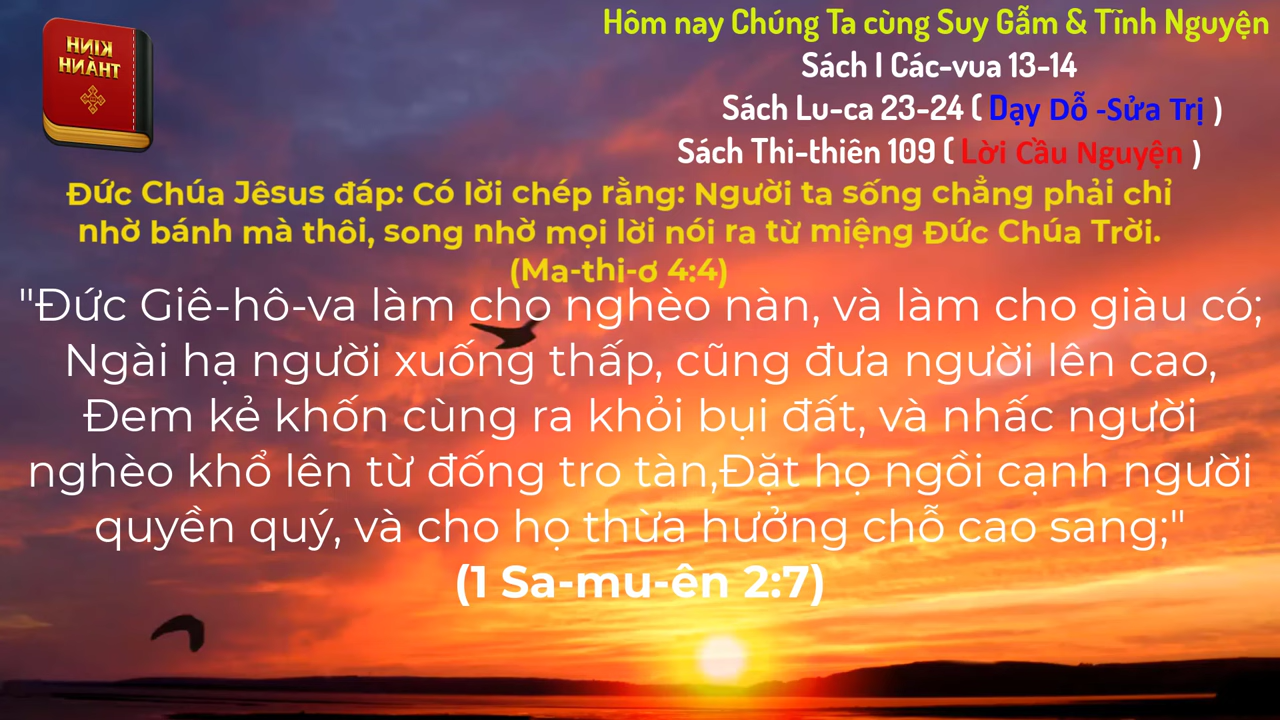 KINH
THÁNH
Hôm nay Chúng Ta cùng Suy Gẫm & Tĩnh Nguyện
Sách I Các-vua 13-14
Sách Lu-ca 23-24 ( Dạy Dỗ -Sửa Trị )
Sách Thi-thiên 109 ( Lời Cầu Nguyện )
Đức Chúa Jêsus đáp: Có lời chép rằng: Người ta sống chẳng phải chỉ
nhờ bánh mà thôi, song nhờ mọi lời nói ra từ miệng Đức Chúa Trời.
(Ma-thi-ơ 4:4)
"Đức Giê-hô-va làm cho nghèo nàn, và làm cho giàu có;
Ngài hạ người xuống thấp, cũng đưa người lên cao,
Đem kẻ khốn cùng ra khỏi bụi đất, và nhấc người
nghèo khổ lên từ đống tro tàn,Đặt họ ngồi cạnh người
quyền quý, và cho họ thừa hưởng chỗ cao sang;"
(1 Sa-mu-ên 2:7)